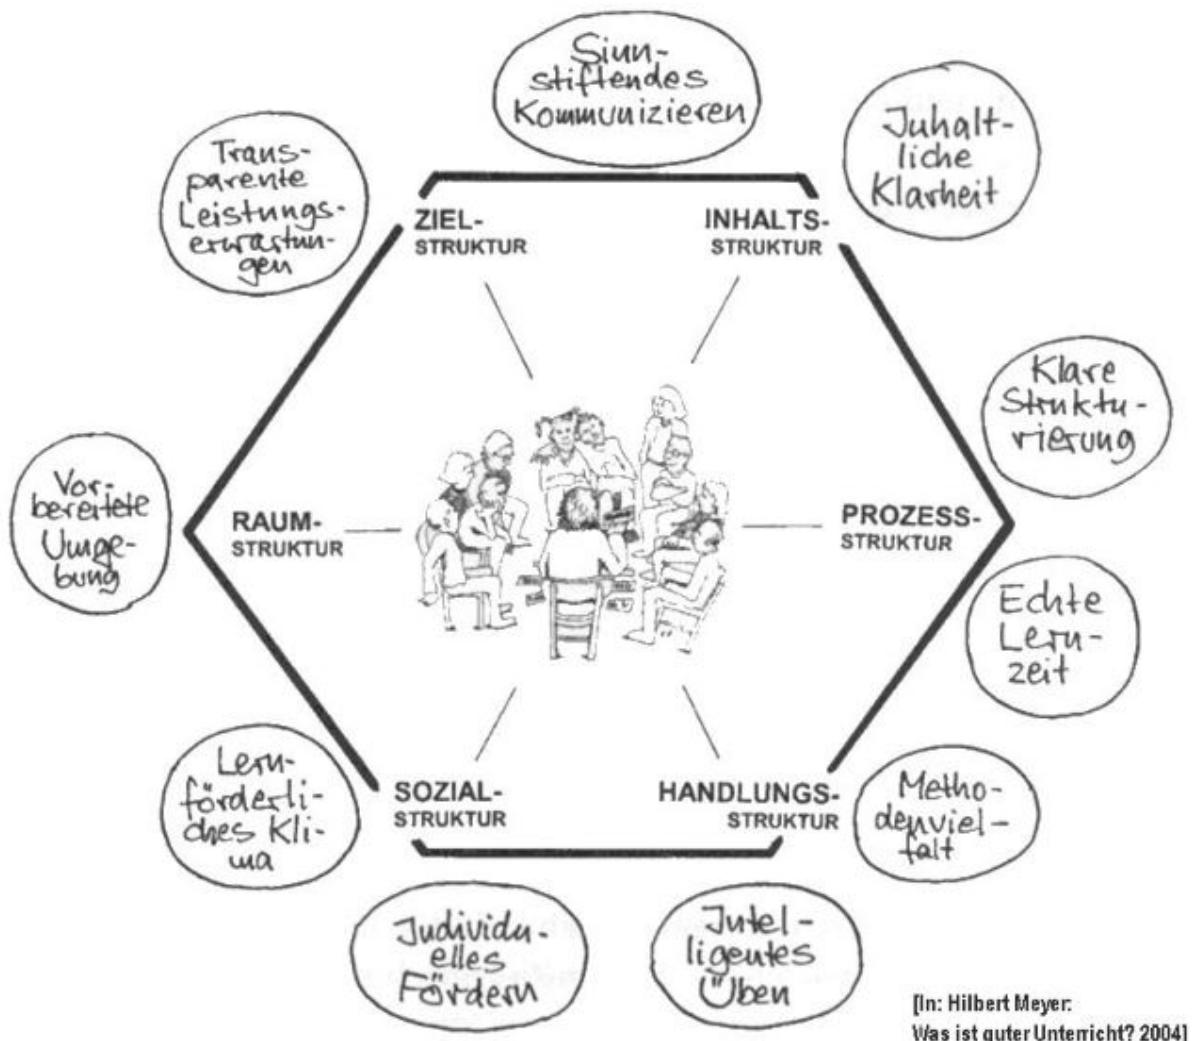 Sinn-
stiftendes
Kommunizieren
Inhalt-
liche
Klarheit
Trans-
parente
Leistungs-
erwartun-
gen
ZIEL-
STRUKTUR
INHALTS-
STRUKTUR
Klare
Struktu-
rierung
Vor-
bereitete
Umge-
bung
RAUM-
STRUKTUR
PROZESS-
STRUKTUR
Echte
Lern-
zeit
Lern-
förderli-
ches Kli-
ma
SOZIAL-
STRUKTUR
HANDLUNGS-
STRUKTUR
Metho-
denviel-
falt
Individu-
elles
Fördern
Intel-
ligentes
Üben
[In: Hilbert Meyer:
Was ist guter Unterricht? 2004]